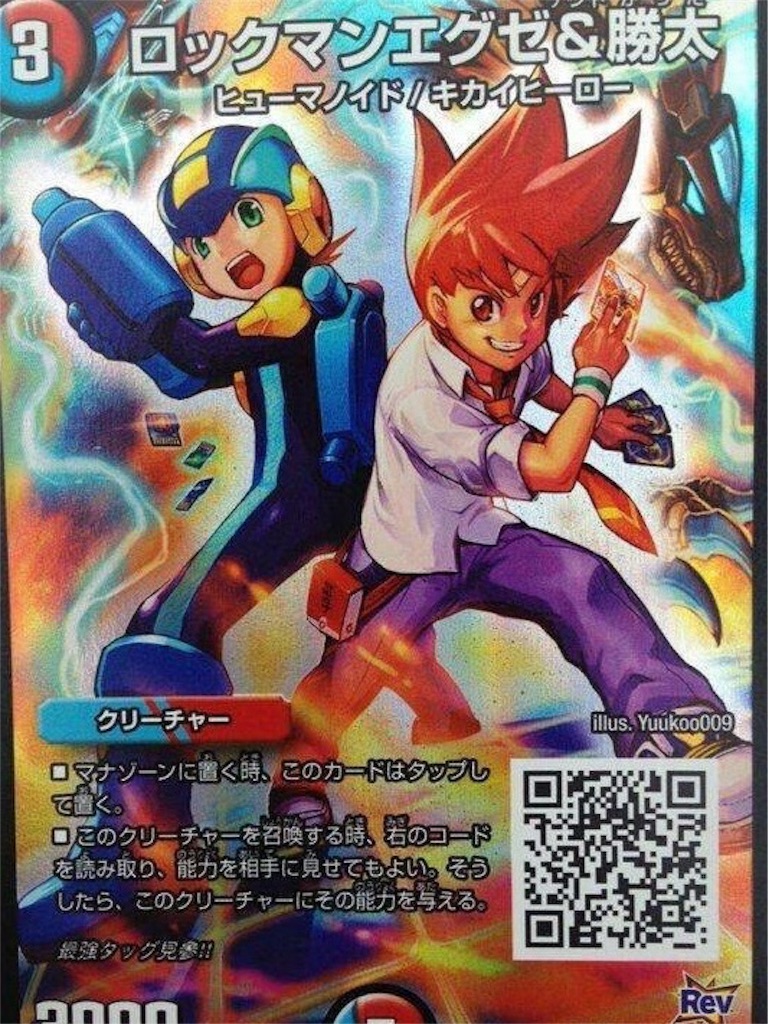 3
ロックマンエグゼ&勝太
ヒューマノイド/キカイヒーロー
illus. Yuukoo009
クリーチャー
■ マナゾーンに置く時、このカードはタップし
て置く。
■ このクリーチャーを召喚する時、右のコード
を読み取り、能力を相手に見せてもよい。そう
したら、このクリーチャーにその能力を与える。
最強タッグ見参!!
Rev